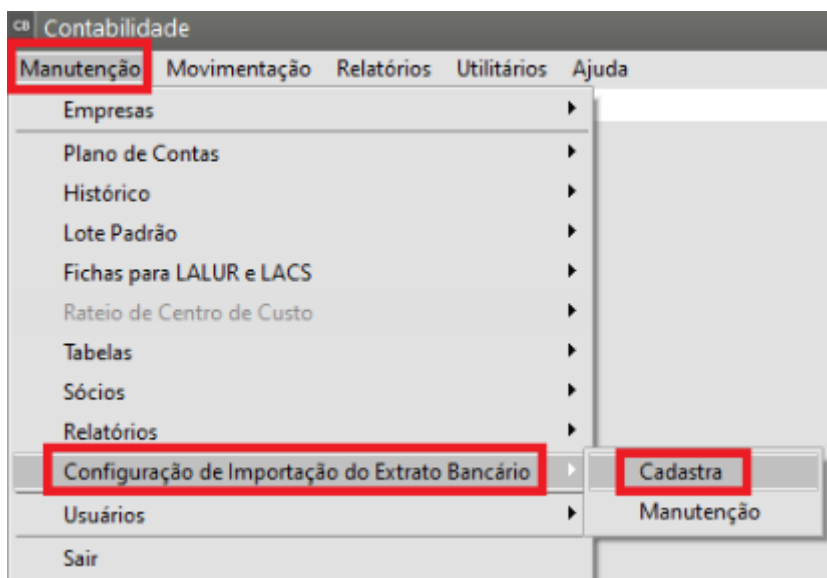 CB Contabilidade
Manutenção Movimentação Relatórios Utilitários Ajuda
Empresas
Plano de Contas
Histórico
Lote Padrão
Fichas para LALUR e LACS
Rateio de Centro de Custo
Tabelas
Sócios
Relatórios
Configuração de Importação do Extrato Bancário
Cadastra
Usuários
Manutenção
Sair